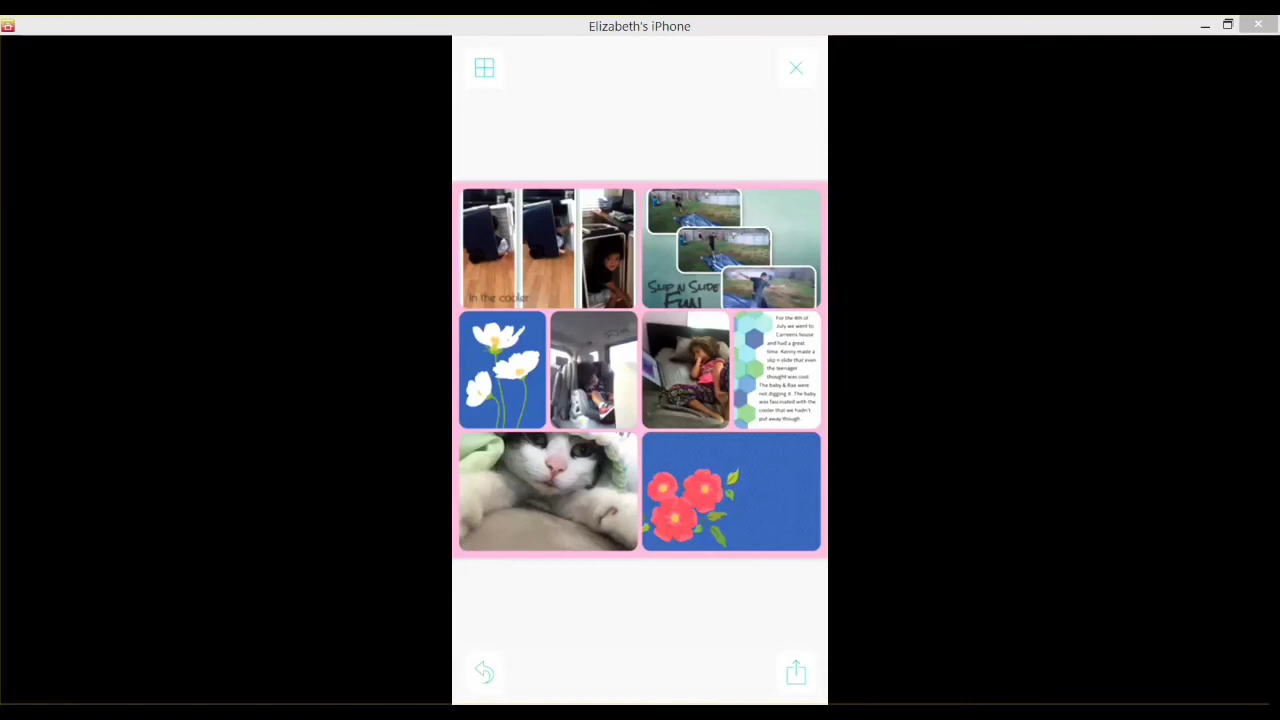 Elizabeth's iPhone
In the cooler
SLIP N SLIDE
FUN!
For the 4th of
July we went to
Carreens house
and had a great
time. Kenny made a
slip n slide that even
the teenager
thought was cool.
The baby & Rae were
not digging it. The baby
was fascinated with the
cooler that we hadn't
put away though.